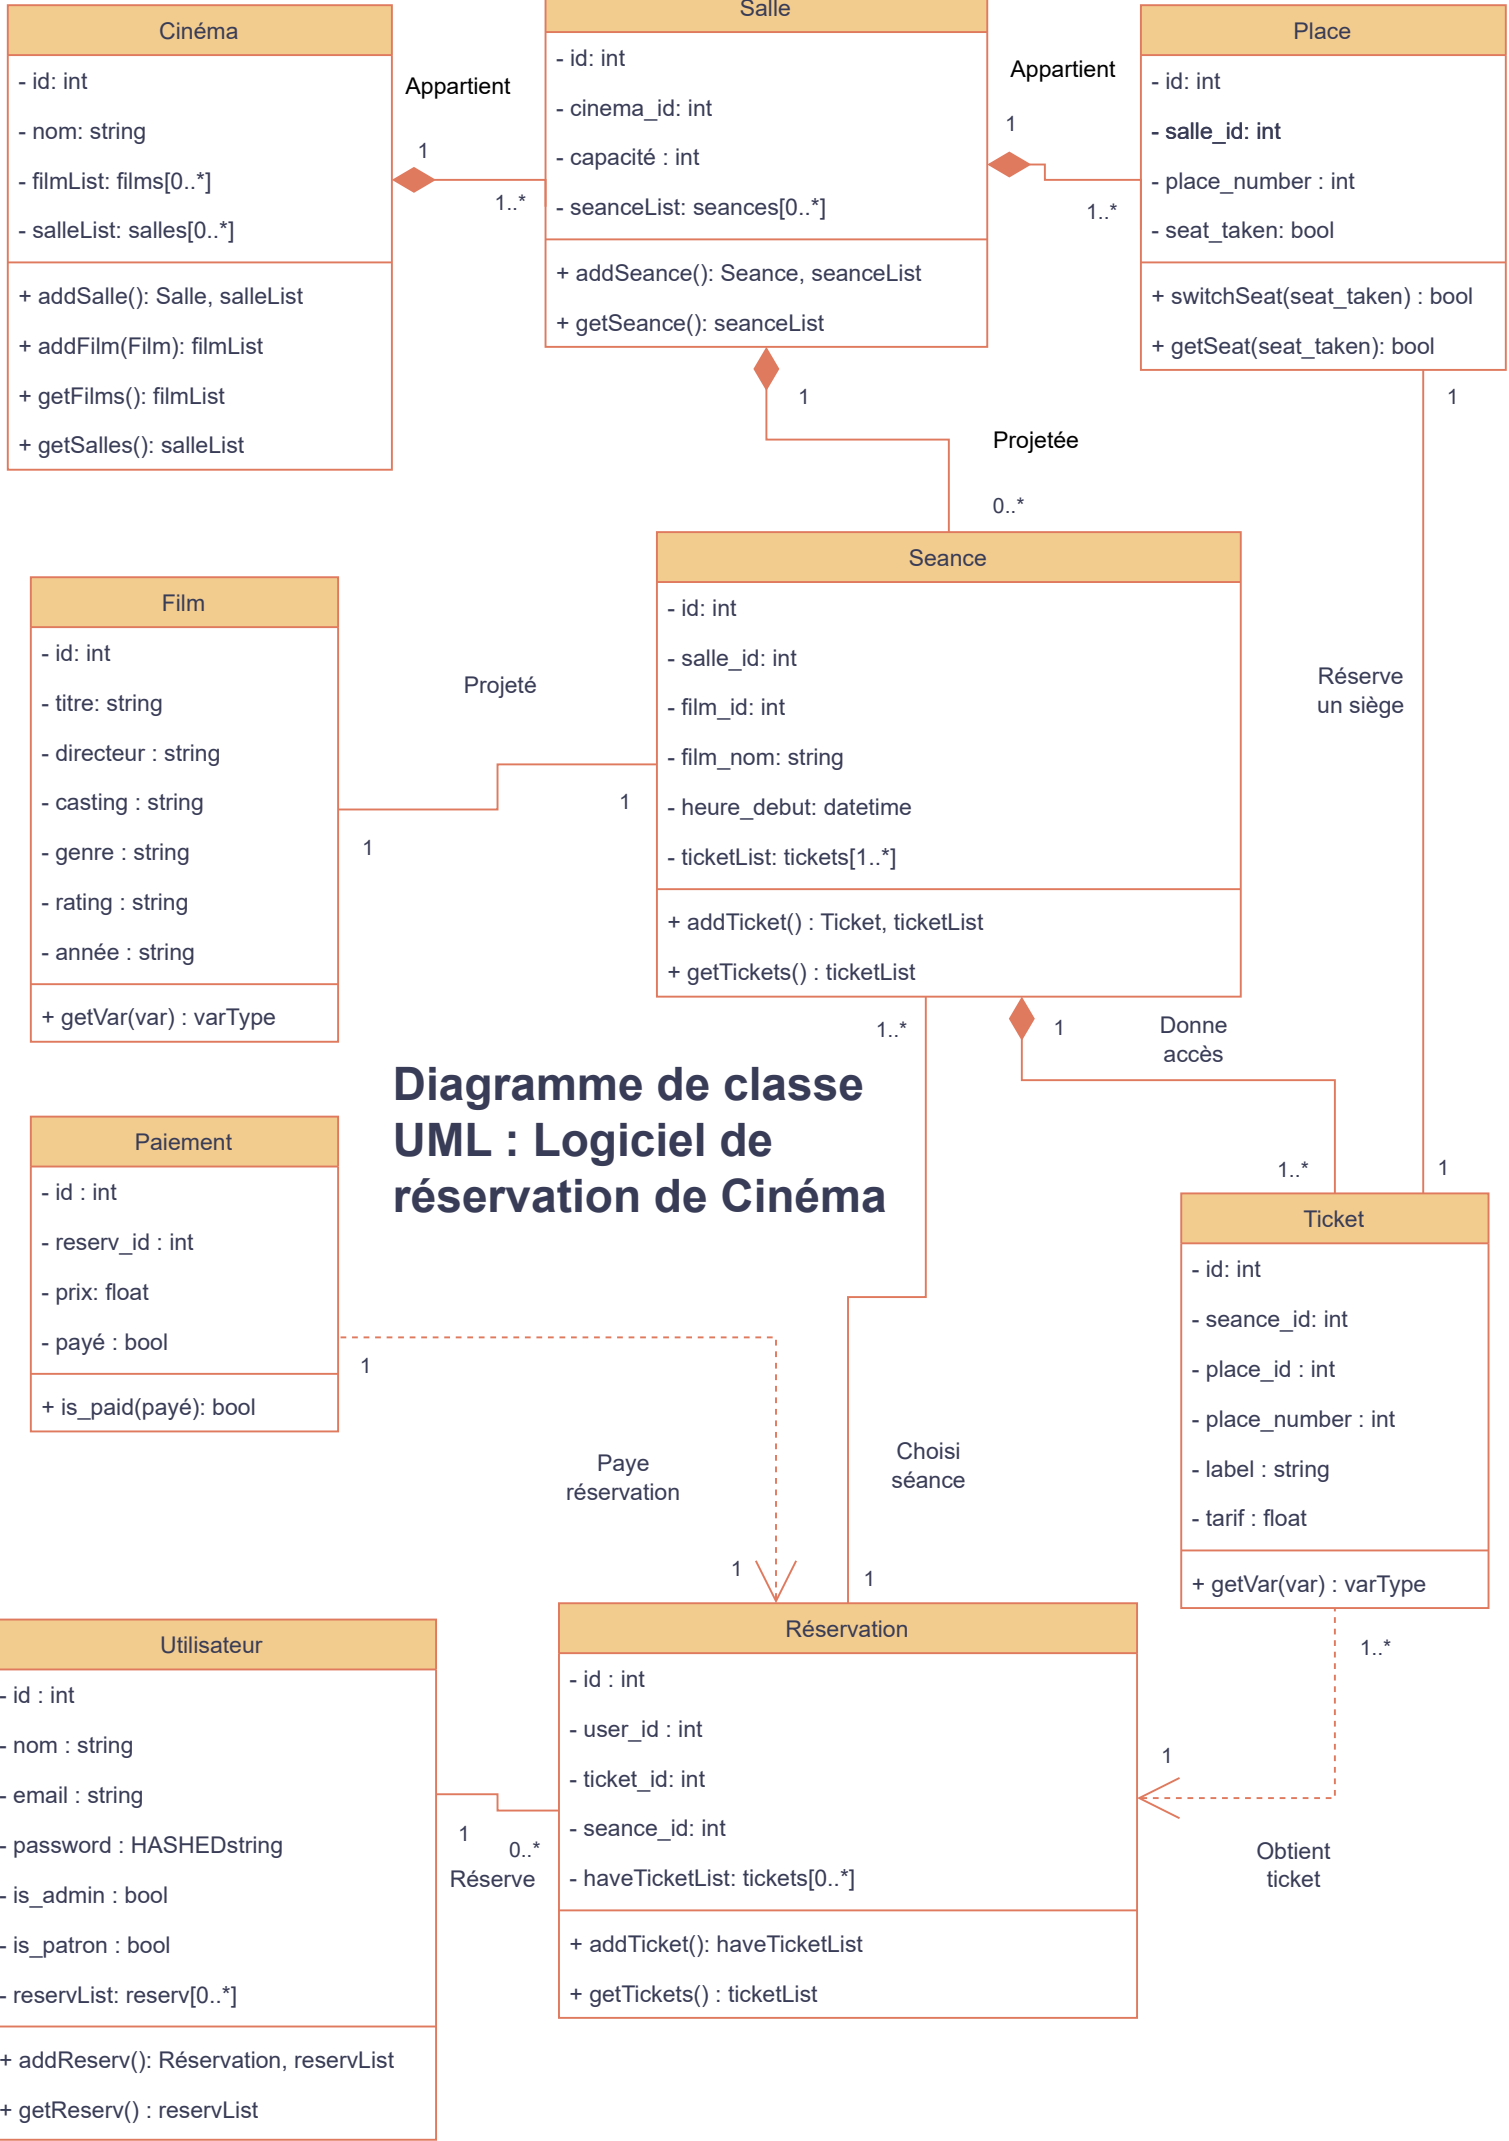 Cinéma
- id: int
- nom: string
- filmList: films[0..*]
- salleList: salles[0..*]
+ addSalle(): Salle, salleList
+ addFilm(Film): filmList
+ getFilms(): filmList
+ getSalles(): salleList
Appartient
1
1..*
Salle
- id: int
- cinema_id: int
- capacité : int
- seanceList: seances[0..*]
+ addSeance(): Seance, seanceList
+ getSeance(): seanceList
Appartient
1
1..*
Place
- id: int
- salle_id: int
- place_number : int
- seat_taken: bool
+ switchSeat(seat_taken) : bool
+ getSeat(seat_taken): bool
1
1
Projetée
0..*
Film
- id: int
- titre: string
- directeur : string
- casting : string
- genre : string
- rating : string
- année : string
+ getVar(var) : varType
Projeté
1
1
Seance
- id: int
- salle_id: int
- film_id: int
- film_nom: string
- heure_debut: datetime
- ticketList: tickets[1..*]
+ addTicket() : Ticket, ticketList
+ getTickets() : ticketList
Réserve
un siège
1..*
1
Donne
accès
1..*
1
Diagramme de classe
UML : Logiciel de
réservation de Cinéma
Paiement
- id : int
- reserv_id : int
- prix: float
- payé : bool
+ is_paid(payé): bool
1
Paye
réservation
1
Choisi
séance
1
Ticket
- id: int
- seance_id: int
- place_id : int
- place_number : int
- label : string
- tarif : float
+ getVar(var) : varType
1..*
1
Obtient
ticket
Utilisateur
- id : int
- nom : string
- email : string
- password : HASHEDstring
- is_admin : bool
- is_patron : bool
- reservList: reserv[0..*]
+ addReserv(): Réservation, reservList
+ getReserv() : reservList
1
0..*
Réserve
Réservation
- id : int
- user_id : int
- ticket_id: int
- seance_id: int
- haveTicketList: tickets[0..*]
+ addTicket(): haveTicketList
+ getTickets() : ticketList